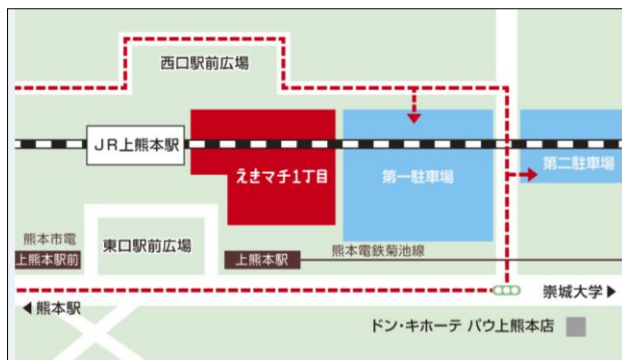 西口駅前広場
JR上熊本駅
えきマチ1丁目
第一駐車場
第二駐車場
熊本市電
上熊本駅前
東口駅前広場
上熊本駅
熊本電鉄菊池線
◀熊本駅
崇城大学▶
ドン・キホーテ パウ上熊本店